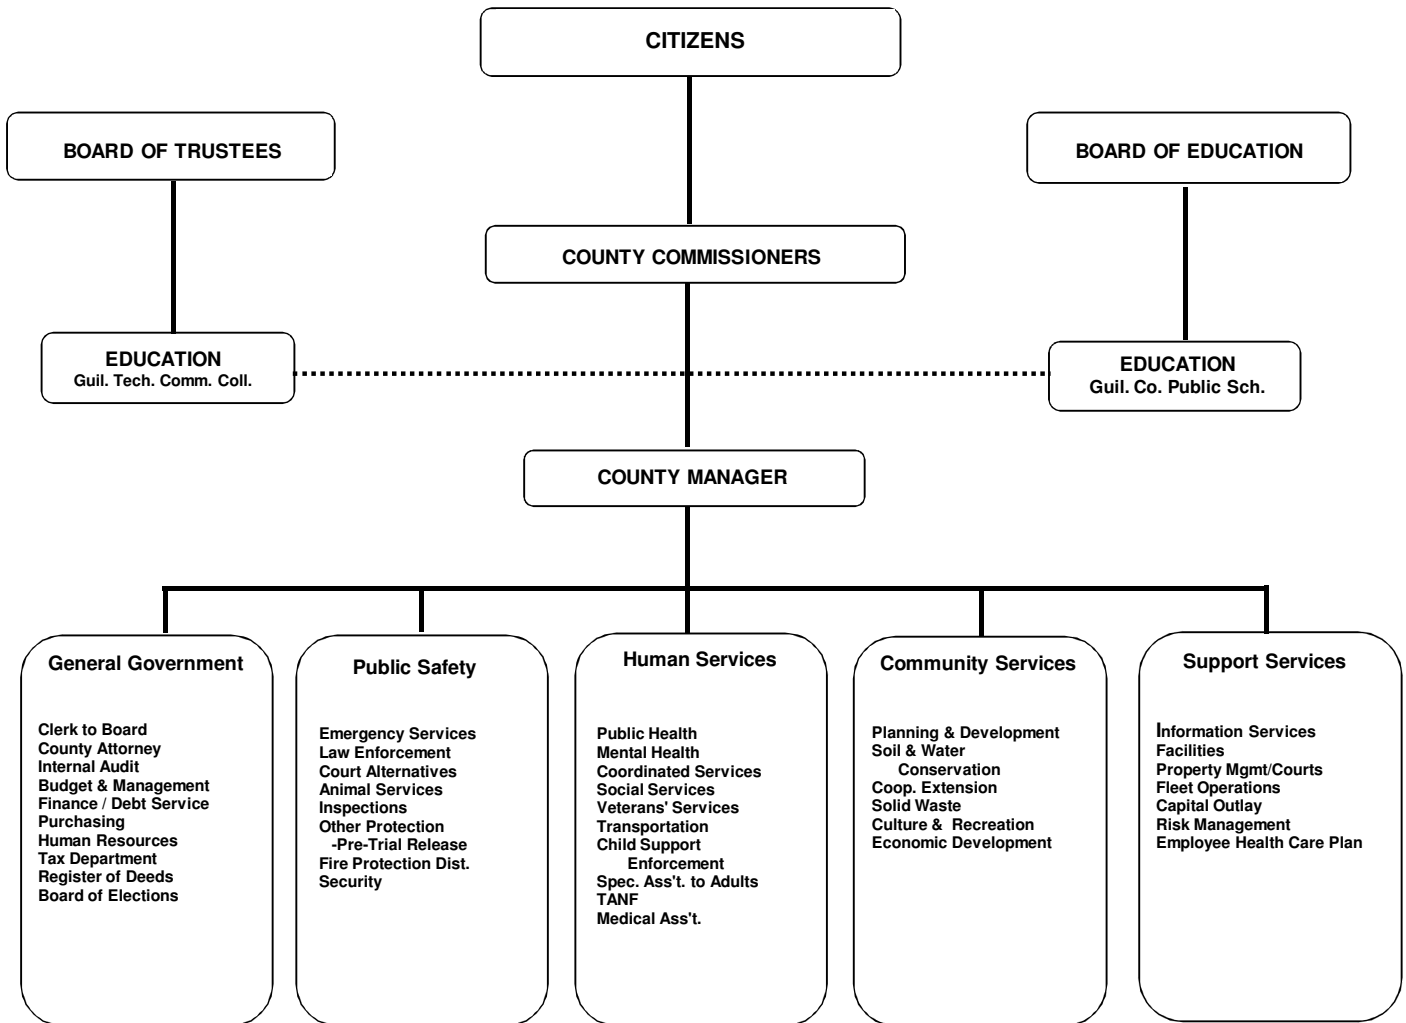 CITIZENS
BOARD OF TRUSTEES
BOARD OF EDUCATION
COUNTY COMMISSIONERS
EDUCATION
Guil. Tech. Comm. Coll.
EDUCATION
Guil. Co. Public Sch.
COUNTY MANAGER
General Government
Clerk to Board
County Attorney
Internal Audit
Budget & Management
Finance / Debt Service
Purchasing
Human Resources
Tax Department
Register of Deeds
Board of Elections
Public Safety
Emergency Services
Law Enforcement
Court Alternatives
Animal Services
Inspections
Other Protection
-Pre-Trial Release
Fire Protection Dist.
Security
Human Services
Public Health
Mental Health
Coordinated Services
Social Services
Veterans' Services
Transportation
Child Support
Enforcement
Spec. Ass't. to Adults
TANF
Medical Ass't.
Community Services
Planning & Development
Soil & Water
Conservation
Coop. Extension
Solid Waste
Culture & Recreation
Economic Development
Support Services
Information Services
Facilities
Property Mgmt/Courts
Fleet Operations
Capital Outlay
Risk Management
Employee Health Care Plan